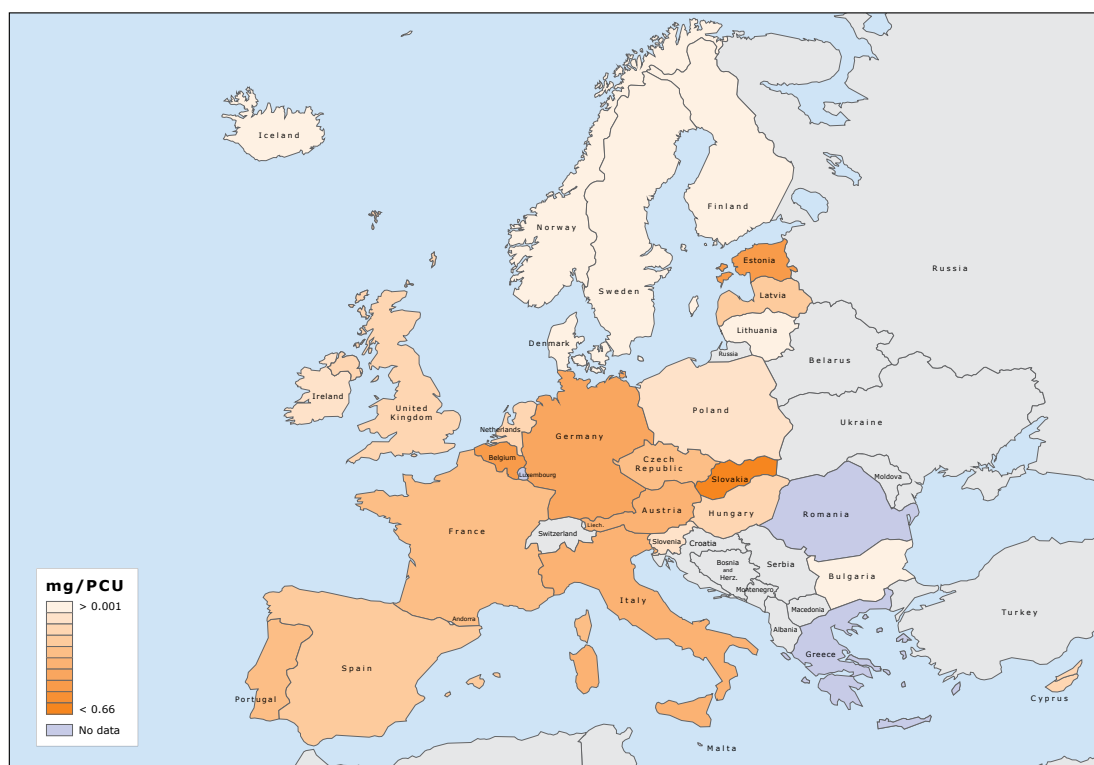 Iceland
Norway
Finland
Sweden
Estonia
Russia
Latvia
Lithuania
Denmark
Russia
Belarus
Ireland
United
Kingdom
Netherlands
Poland
Ukraine
Germany
Belgium
Czech
Republic
Luxembourg
Slovakia
Moldova
Austria
Hungary
Romania
France
Liech.
Switzerland
Slovenia
Croatia
Bosnia
and
Herz.
Serbia
Bulgaria
Montenegro
Italy
Macedonia
Turkey
Andorra
Albania
Greece
Spain
Portugal
Cyprus
Malta
mg/PCU
> 0.001
< 0.66
No data